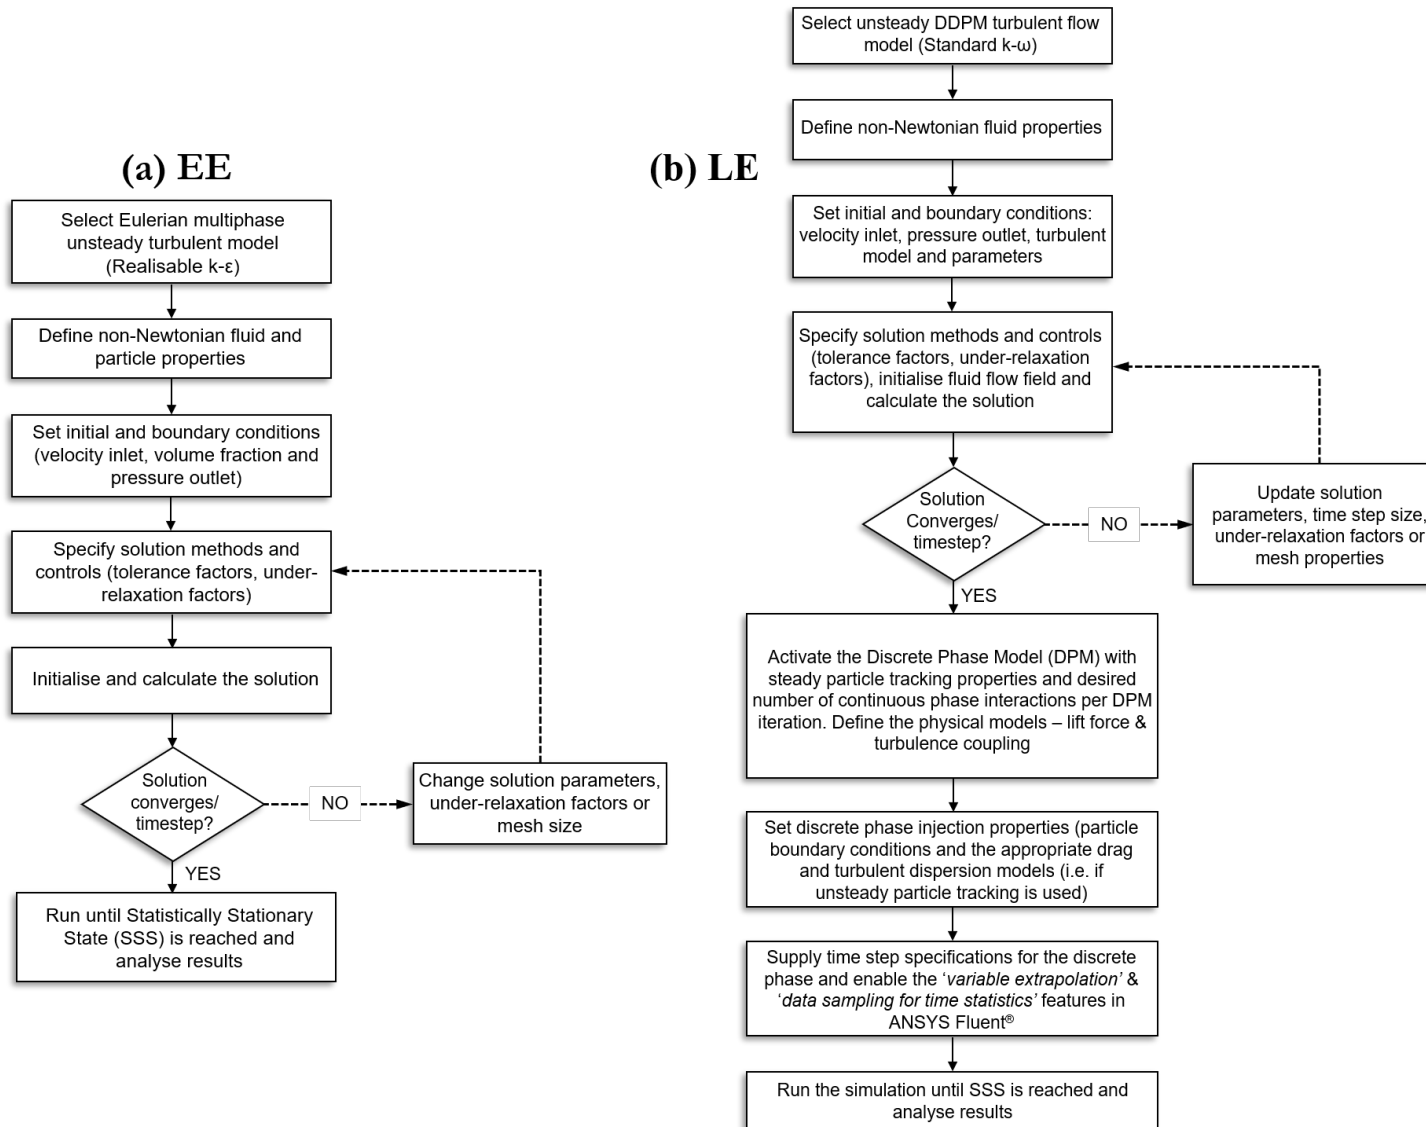 (a) EE
Select Eulerian multiphase
unsteady turbulent model
(Realisable k-ε)
Define non-Newtonian fluid and
particle properties
Set initial and boundary conditions
(velocity inlet, volume fraction and
pressure outlet)
Specify solution methods and
controls (tolerance factors, under-
relaxation factors)
Initialise and calculate the solution
Solution
converges/
timestep?
NO
Change solution parameters,
under-relaxation factors or
mesh size
YES
Run until Statistically Stationary
State (SSS) is reached and
analyse results
(b) LE
Select unsteady DDPM turbulent flow
model (Standard k-ω)
Define non-Newtonian fluid properties
Set initial and boundary conditions:
velocity inlet, pressure outlet, turbulent
model and parameters
Specify solution methods and controls
(tolerance factors, under-relaxation
factors), initialise fluid flow field and
calculate the solution
Solution
Converges/
timestep?
NO
Update solution
parameters, time step size,
under-relaxation factors or
mesh properties
YES
Activate the Discrete Phase Model (DPM) with
steady particle tracking properties and desired
number of continuous phase interactions per DPM
iteration. Define the physical models – lift force &
turbulence coupling
Set discrete phase injection properties (particle
boundary conditions and the appropriate drag
and turbulent dispersion models (i.e. if
unsteady particle tracking is used)
Supply time step specifications for the discrete
phase and enable the ‘variable extrapolation’ &
‘data sampling for time statistics’ features in
ANSYS Fluent®
Run the simulation until SSS is reached and
analyse results